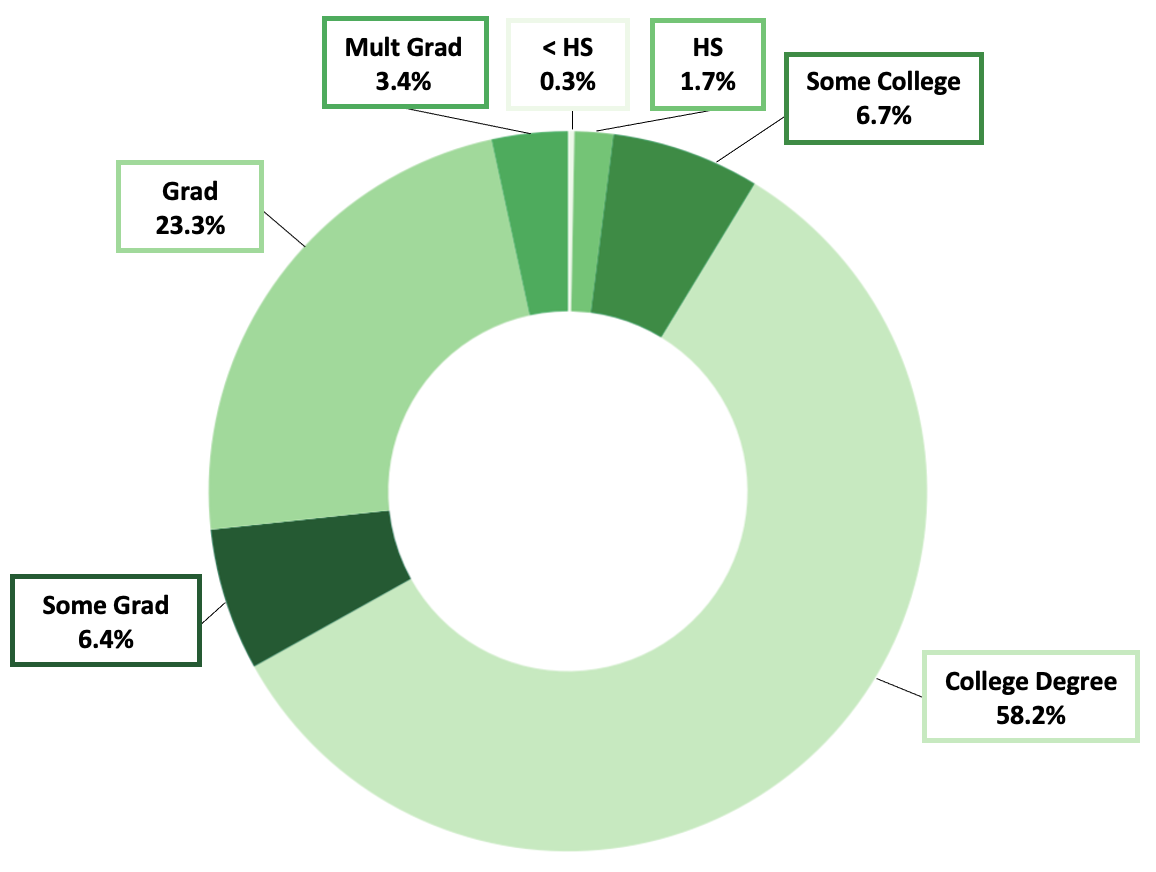 Mult Grad
3.4%
< HS
0.3%
HS
1.7%
Some College
6.7%
Grad
23.3%
Some Grad
6.4%
College Degree
58.2%